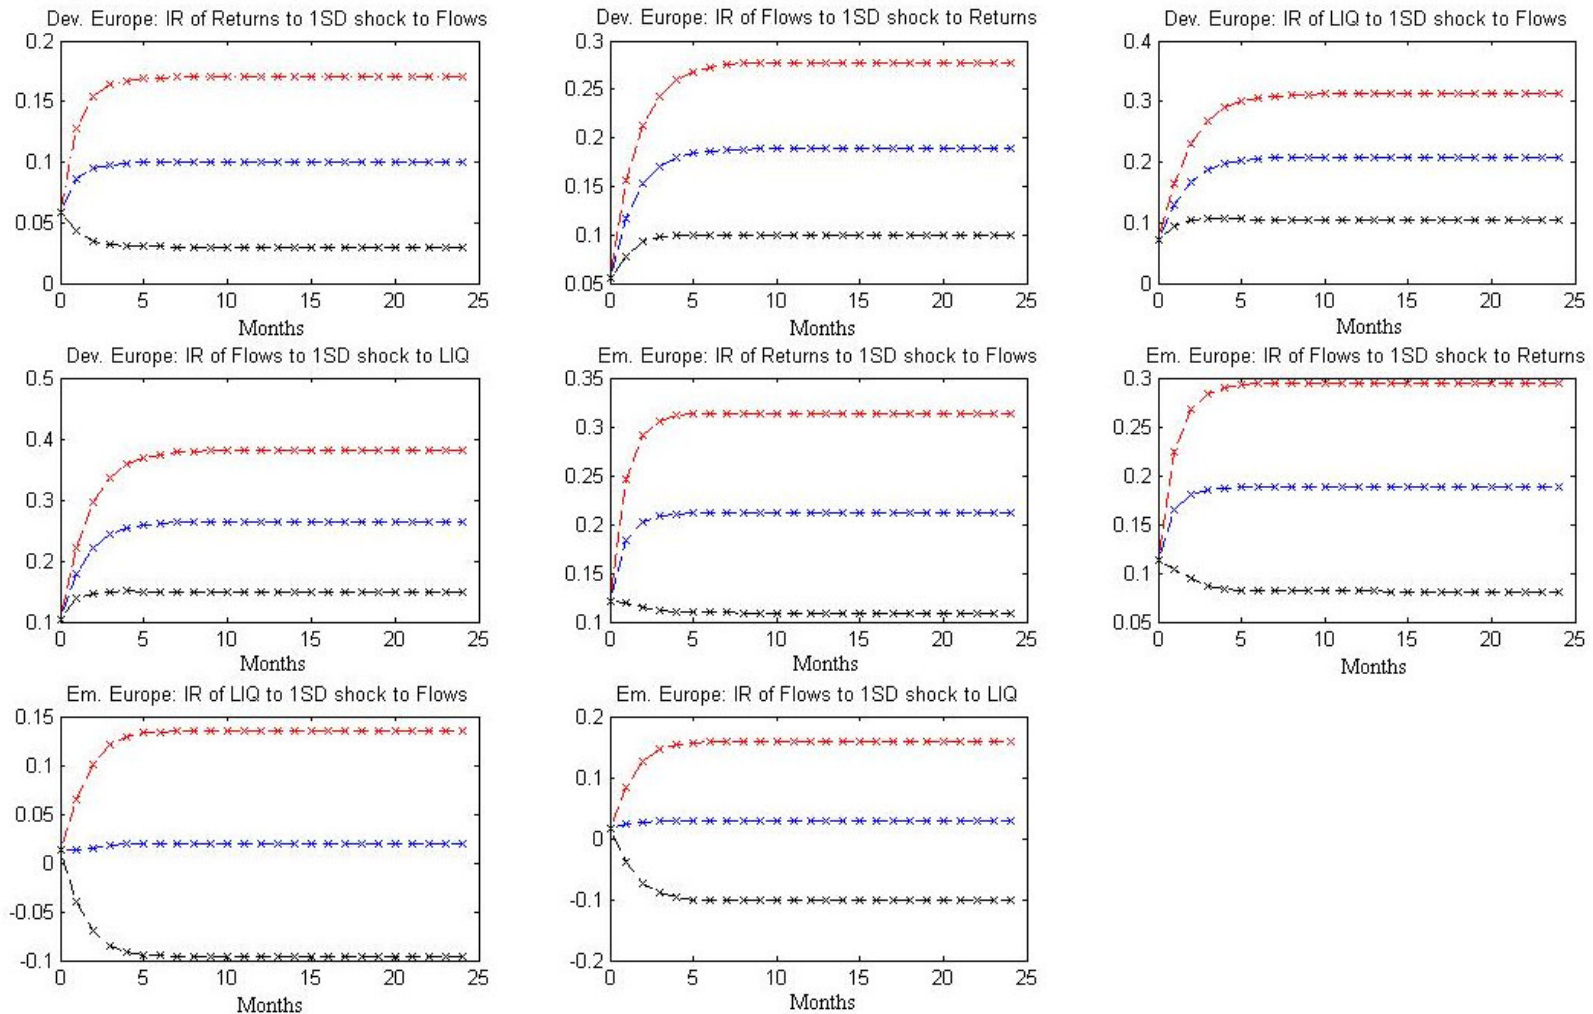 Dev. Europe: IR of Returns to 1SD shock to Flows
0.2
0.15
0.1
0.05
0
0 5 10 15 20 25
Months
Dev. Europe: IR of Flows to 1SD shock to Returns
0.3
0.25
0.2
0.15
0.1
0.05
0 5 10 15 20 25
Months
Dev. Europe: IR of LIQ to 1SD shock to Flows
0.4
0.3
0.2
0.1
0
0 5 10 15 20 25
Months
Dev. Europe: IR of Flows to 1SD shock to LIQ
0.5
0.4
0.3
0.2
0.1
0 5 10 15 20 25
Months
Em. Europe: IR of Returns to 1SD shock to Flows
0.35
0.3
0.25
0.2
0.15
0.1
0 5 10 15 20 25
Months
Em. Europe: IR of Flows to 1SD shock to Returns
0.3
0.25
0.2
0.15
0.1
0.05
0 5 10 15 20 25
Months
Em. Europe: IR of LIQ to 1SD shock to Flows
0.15
0.1
0.05
0
-0.05
-0.1
0 5 10 15 20 25
Months
Em. Europe: IR of Flows to 1SD shock to LIQ
0.2
0.1
0
-0.1
-0.2
0 5 10 15 20 25
Months